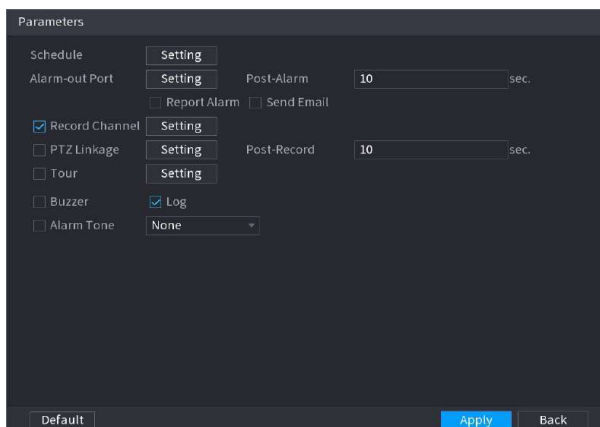 Parameters
Schedule Setting
Alarm-out Port Setting Post-Alarm 10 sec.
Report Alarm Send Email
Record Channel Setting
PTZ Linkage Setting Post-Record 10 sec.
Tour Setting
Buzzer Log
Alarm Tone None
Default Apply Back